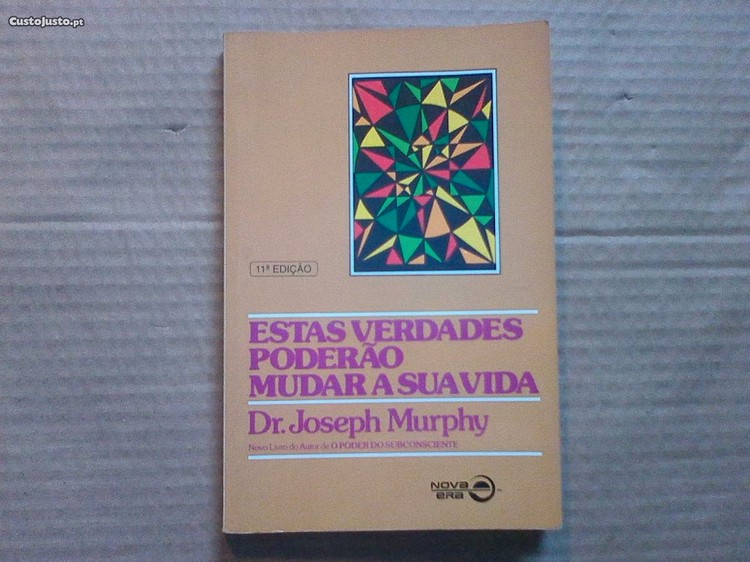 CustoJusto.pt
11ª EDIÇÃO
ESTAS VERDADES
PODERÃO
MUDAR A SUA VIDA
Dr. Joseph Murphy
Novo Livro do Autor de O PODER DO SUBCONSCIENTE
NOVA
ERA